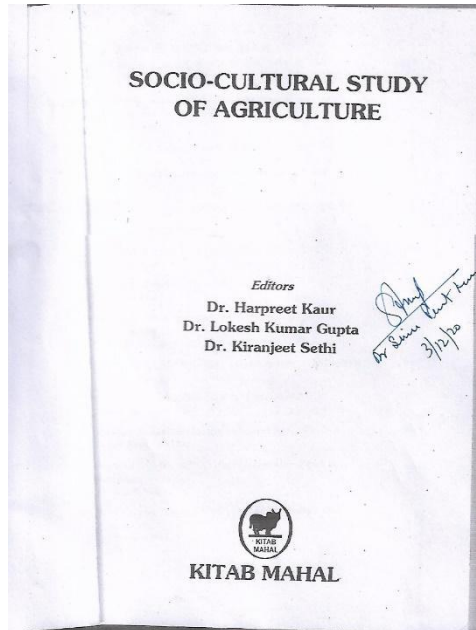 SOCIO-CULTURAL STUDY
OF AGRICULTURE
Editors
Dr. Harpreet Kaur
Dr. Lokesh Kumar Gupta
Dr. Kiranjeet Sethi
Dr
3/12/20
KITAB
MAHAL
KITAB MAHAL